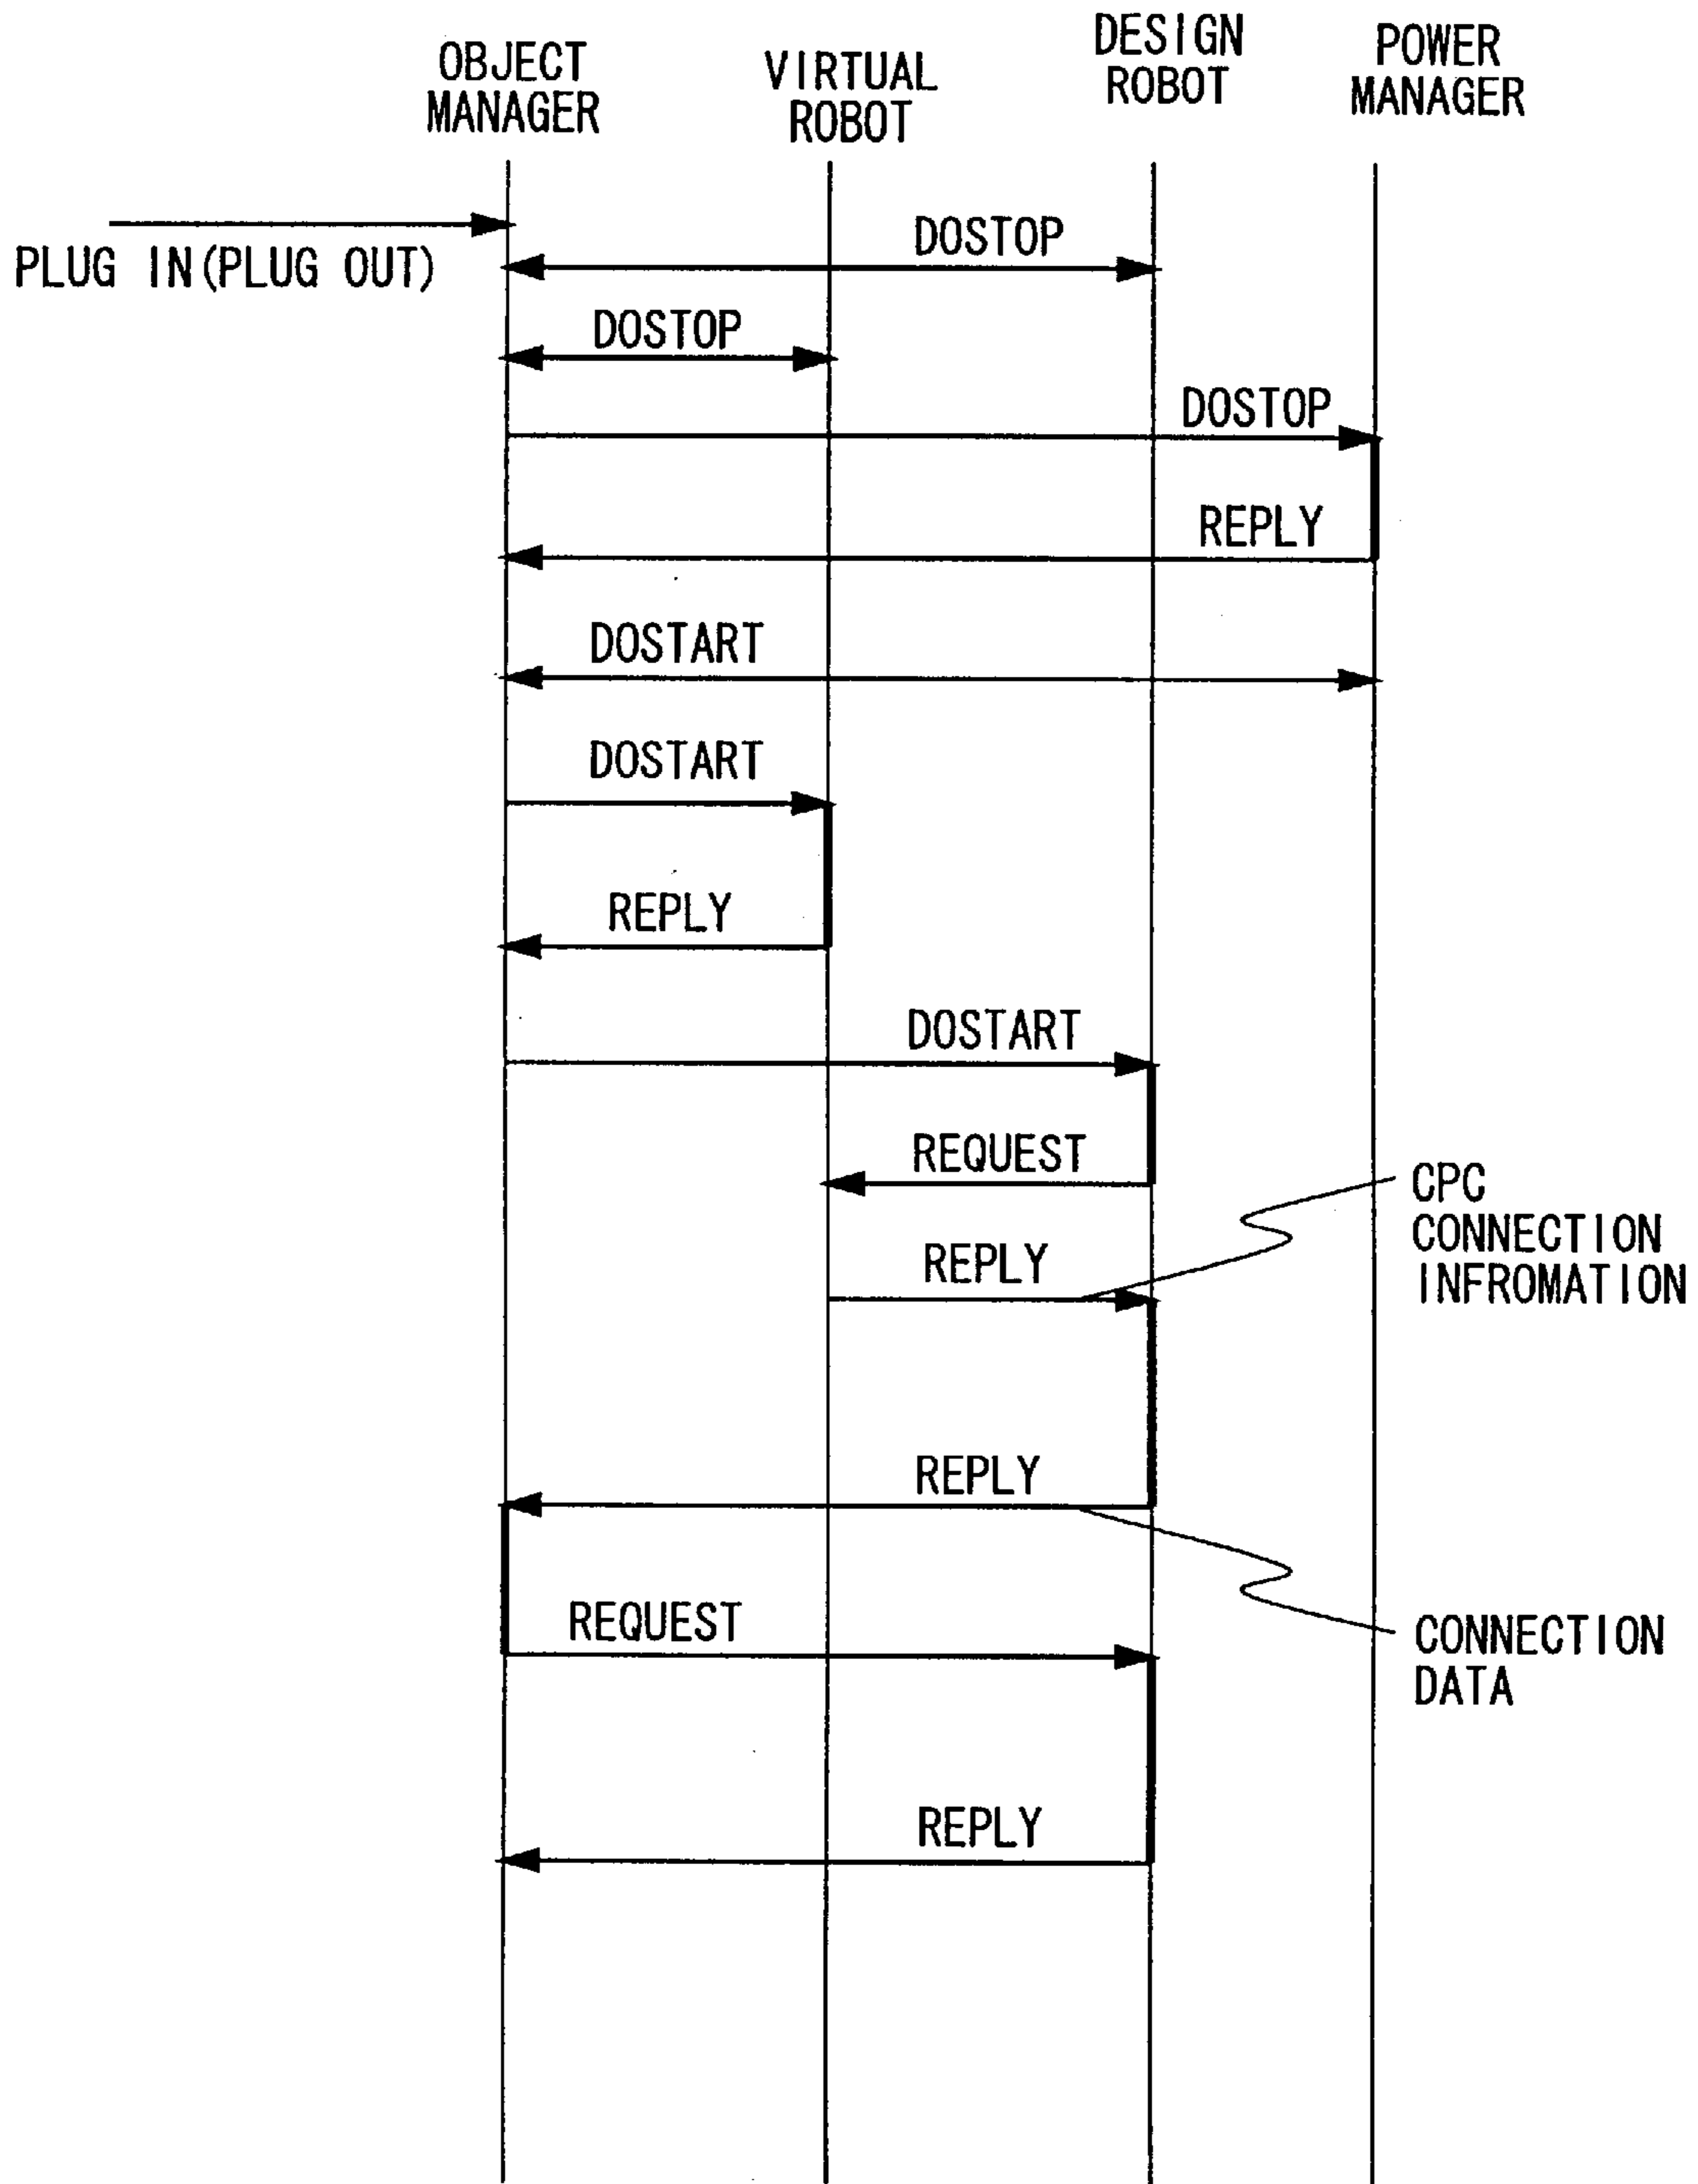 OBJECT
MANAGER
VIRTUAL
ROBOT
DESIGN
ROBOT
POWER
MANAGER
PLUG IN(PLUG OUT)
DOSTOP
DOSTOP
DOSTOP
REPLY
DOSTART
DOSTART
REPLY
DOSTART
REQUEST
CPC
CONNECTION
INFROMATION
REPLY
REPLY
REQUEST
CONNECTION
DATA
REPLY